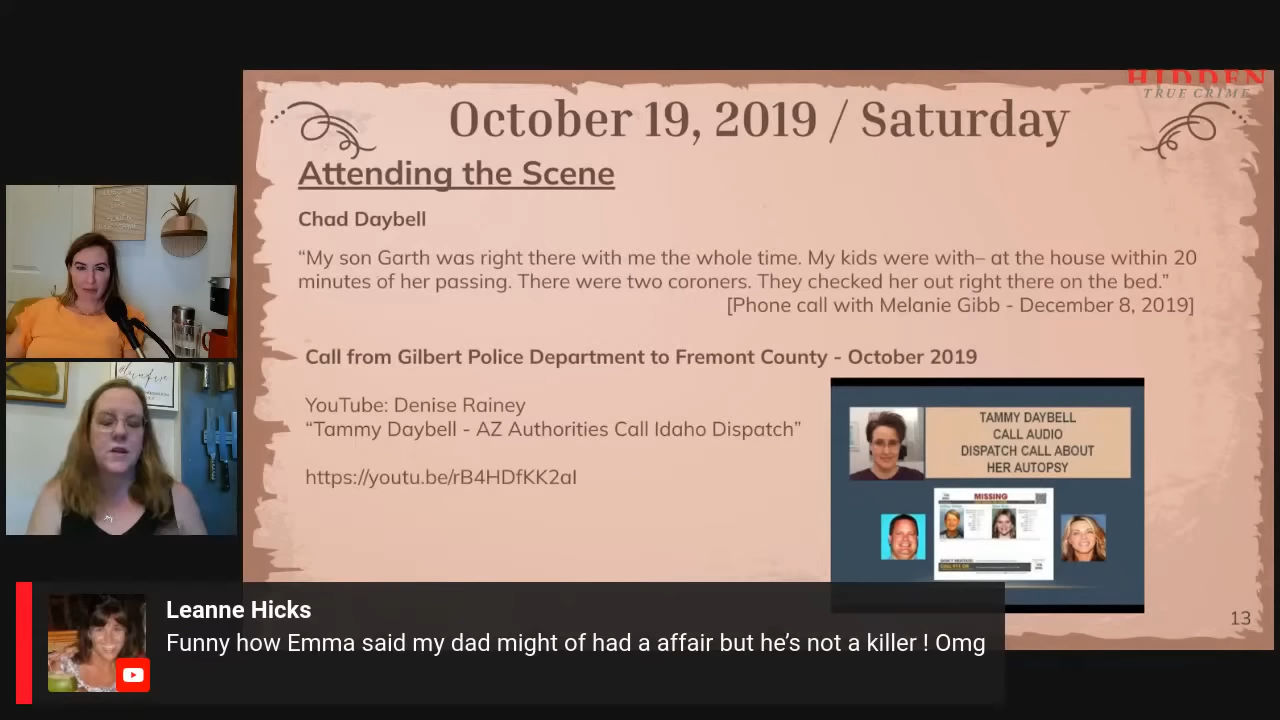 HIDDEN
TRUE CRIME
October 19, 2019 / Saturday
Attending the Scene
Chad Daybell
“My son Garth was right there with me the whole time. My kids were with– at the house within 20
minutes of her passing. There were two coroners. They checked her out right there on the bed.”
[Phone call with Melanie Gibb - December 8, 2019]
Call from Gilbert Police Department to Fremont County - October 2019
YouTube: Denise Rainey
“Tammy Daybell - AZ Authorities Call Idaho Dispatch”
https://youtu.be/rB4HDfKK2aI
TAMMY DAYBELL
CALL AUDIO
DISPATCH CALL ABOUT
HER AUTOPSY
MISSING
13
Leanne Hicks
Funny how Emma said my dad might of had a affair but he’s not a killer ! Omg